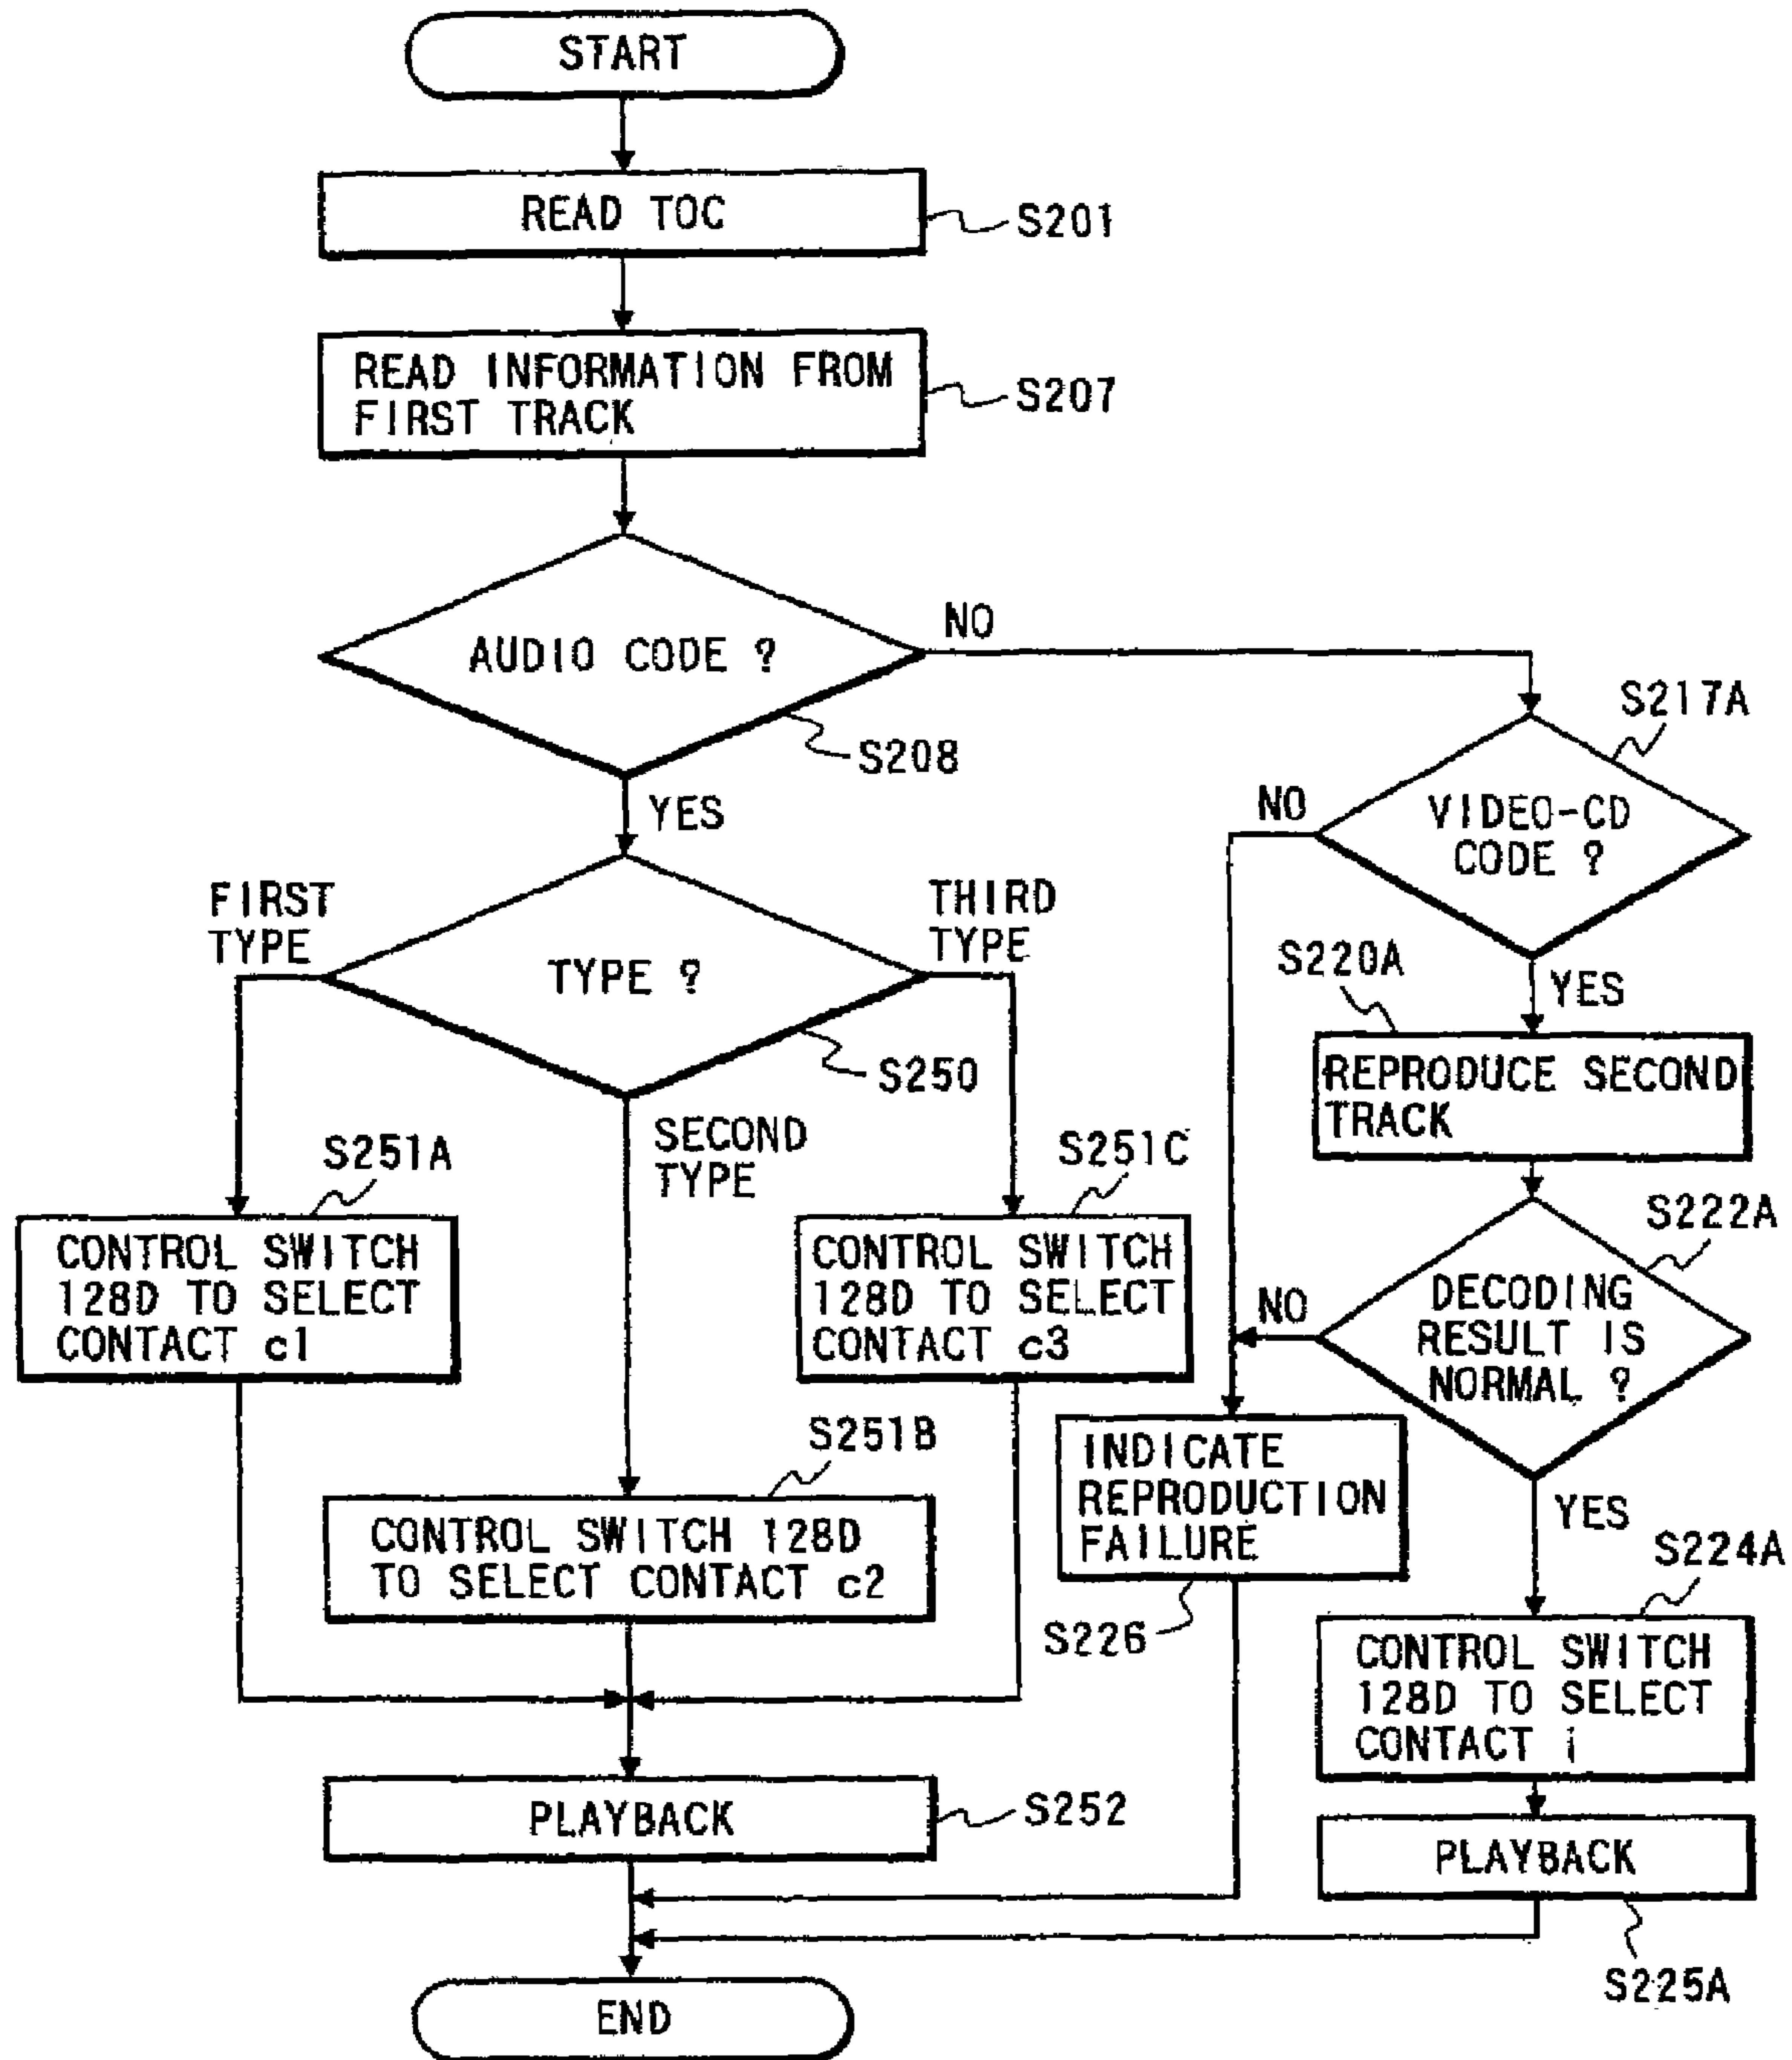 START
READ TOC
S201
READ INFORMATION FROM
FIRST TRACK
S207
AUDIO CODE ?
NO
S208
YES
S217A
VIDEO-CD
CODE ?
NO
YES
FIRST
TYPE
THIRD
TYPE
TYPE ?
S250
SECOND
TYPE
S220A
REPRODUCE SECOND
TRACK
S251A
CONTROL SWITCH
128D TO SELECT
CONTACT c1
S251C
CONTROL SWITCH
128D TO SELECT
CONTACT c3
S222A
DECODING
RESULT IS
NORMAL ?
NO
YES
S251B
CONTROL SWITCH 128D
TO SELECT CONTACT c2
INDICATE
REPRODUCTION
FAILURE
S226
S224A
CONTROL SWITCH
128D TO SELECT
CONTACT i
PLAYBACK
S252
PLAYBACK
S225A
END